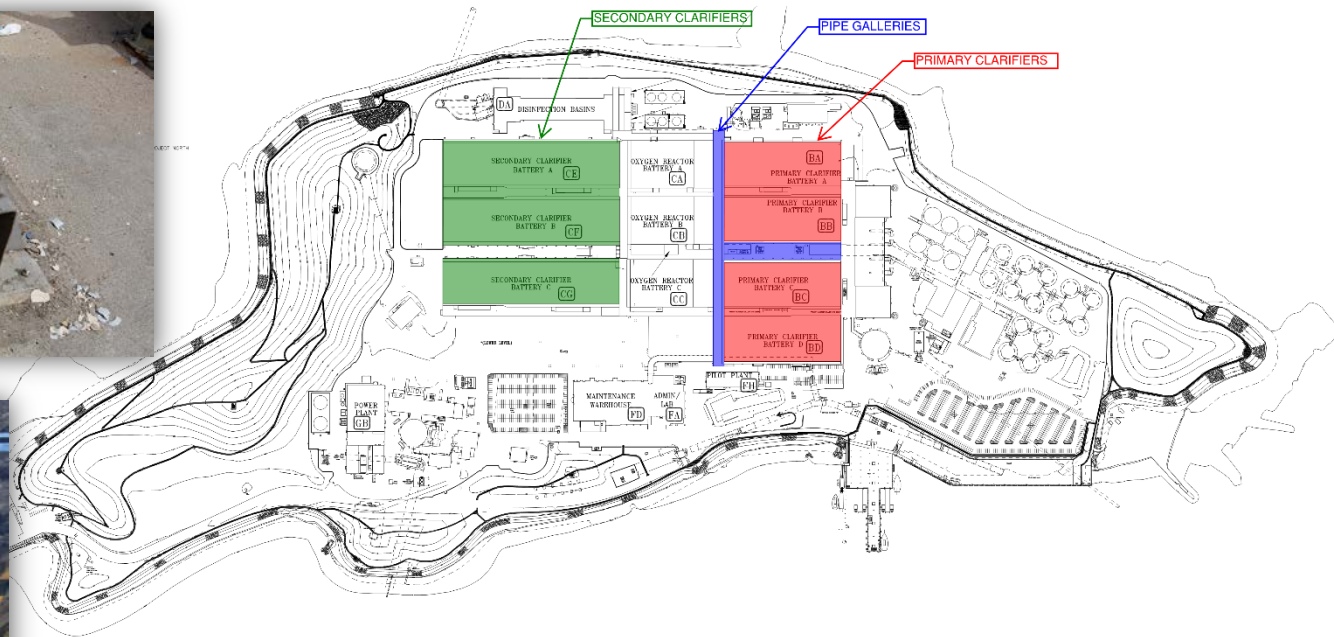 SECONDARY CLARIFIERS
PIPE GALLERIES
PRIMARY CLARIFIERS
DA
DISINFECTION BASINS
SECONDARY CLARIFIER
BATTERY A
CE
OXYGEN REACTOR
BATTERY A
CA
BA
PRIMARY CLARIFIER
BATTERY A
SECONDARY CLARIFIER
BATTERY B
CF
OXYGEN REACTOR
BATTERY B
CB
PRIMARY CLARIFIER
BATTERY B
BB
SECONDARY CLARIFIER
BATTERY C
CG
OXYGEN REACTOR
BATTERY C
CC
PRIMARY CLARIFIER
BATTERY C
BC
PRIMARY CLARIFIER
BATTERY D
BD
PILOT PLANT
FH
POWER
PLANT
GB
MAINTENANCE
WAREHOUSE
FD
ADMIN/
LAB
FA